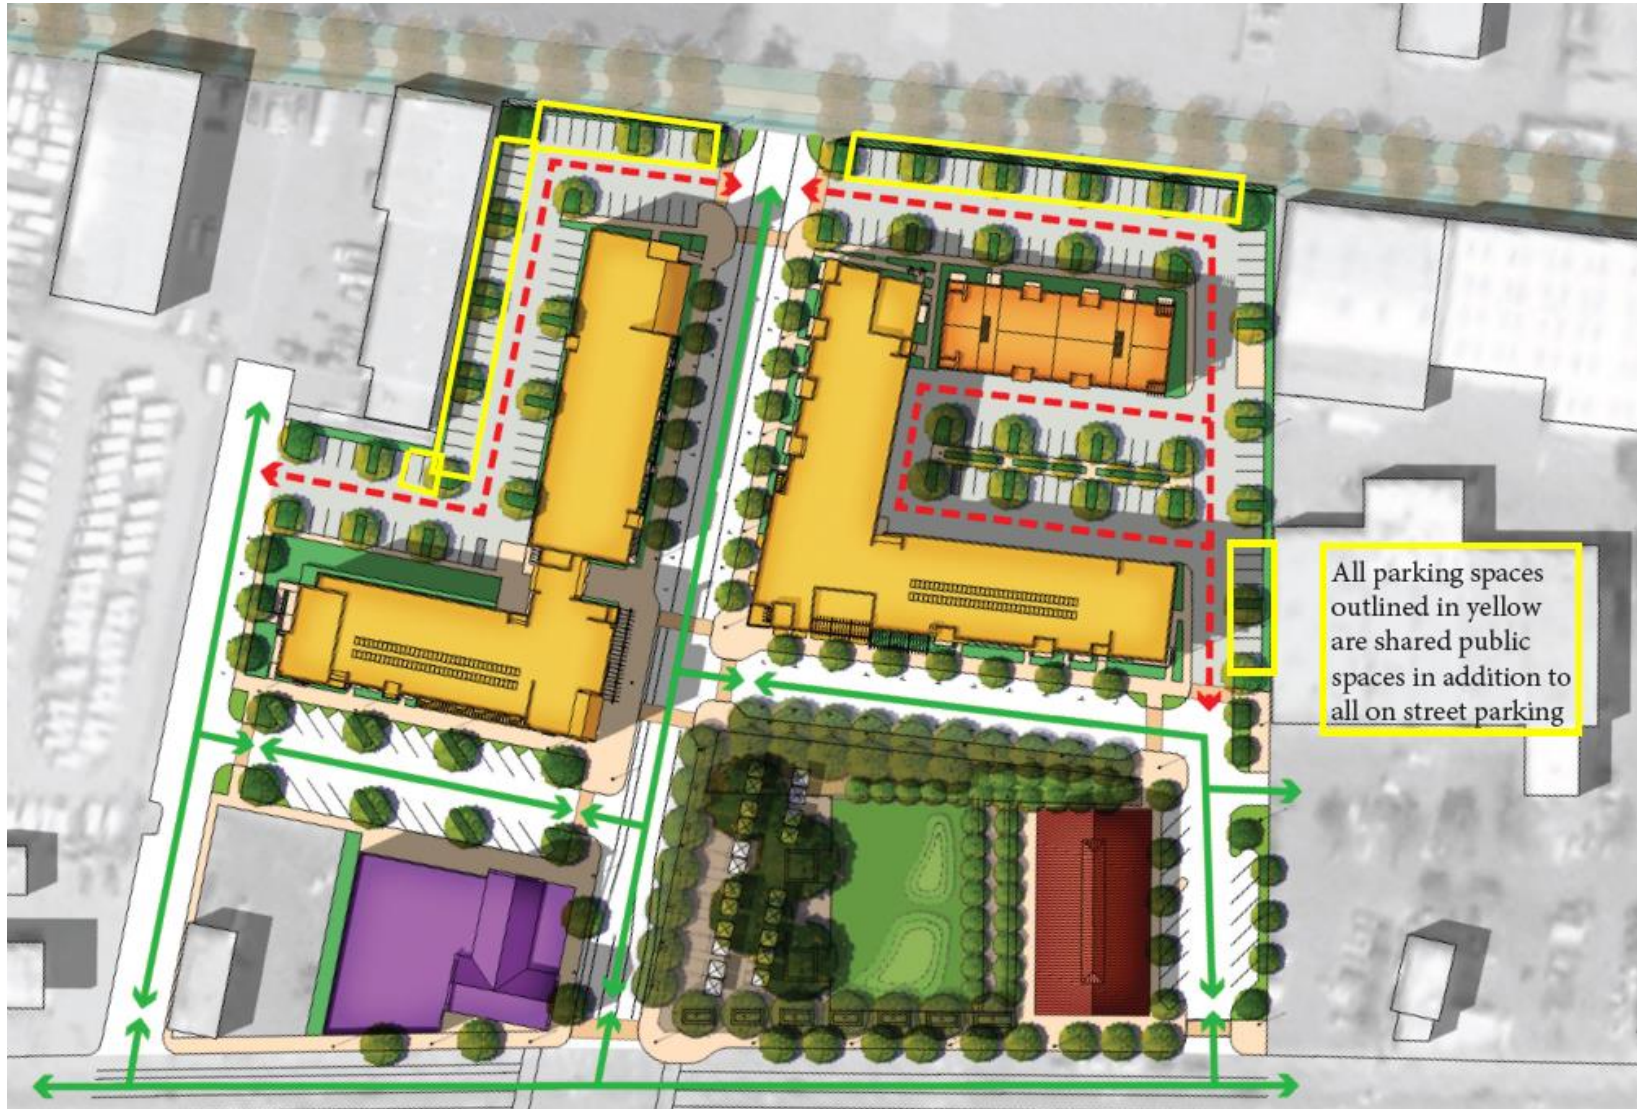 All parking spaces
outlined in yellow
are shared public
spaces in addition to
all on street parking